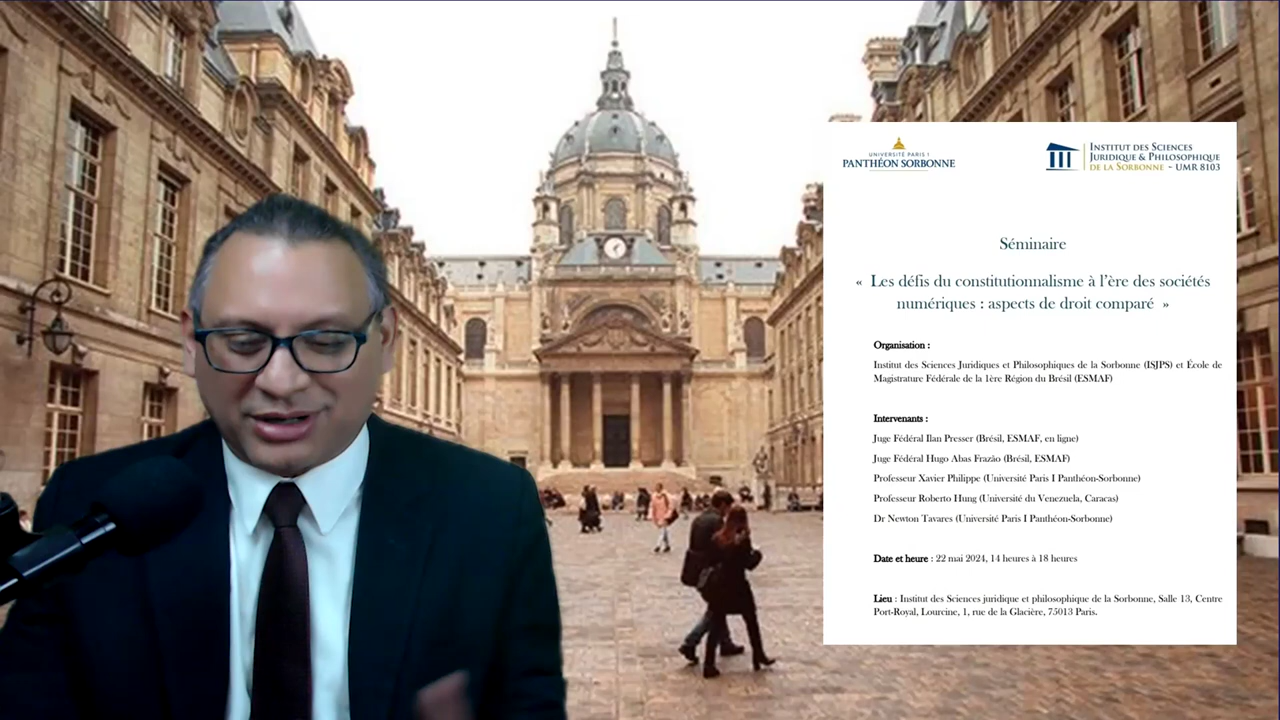 UNIVERSITÉ PARIS 1
PANTHÉON SORBONNE
INSTITUT DES SCIENCES
JURIDIQUE & PHILOSOPHIQUE
DE LA SORBONNE - UMR 8103
Séminaire
« Les défis du constitutionnalisme à l'ère des sociétés
numériques : aspects de droit comparé »
Organisation :
Institut des Sciences Juridiques et Philosophiques de la Sorbonne (ISJPS) et École de
Magistrature Fédérale de la 1ère Région du Brésil (ESMAF)
Intervenants :
Juge Fédéral Ilan Presser (Brésil, ESMAF, en ligne)
Juge Fédéral Hugo Abas Frazão (Brésil, ESMAF)
Professeur Xavier Philippe (Université Paris I Panthéon-Sorbonne)
Professeur Roberto Hung (Université du Venezuela, Caracas)
Dr Newton Tavares (Université Paris I Panthéon-Sorbonne)
Date et heure : 22 mai 2024, 14 heures à 18 heures
Lieu : Institut des Sciences juridique et philosophique de la Sorbonne, Salle 13, Centre
Port-Royal, Lourcine, 1, rue de la Glacière, 75013 Paris.